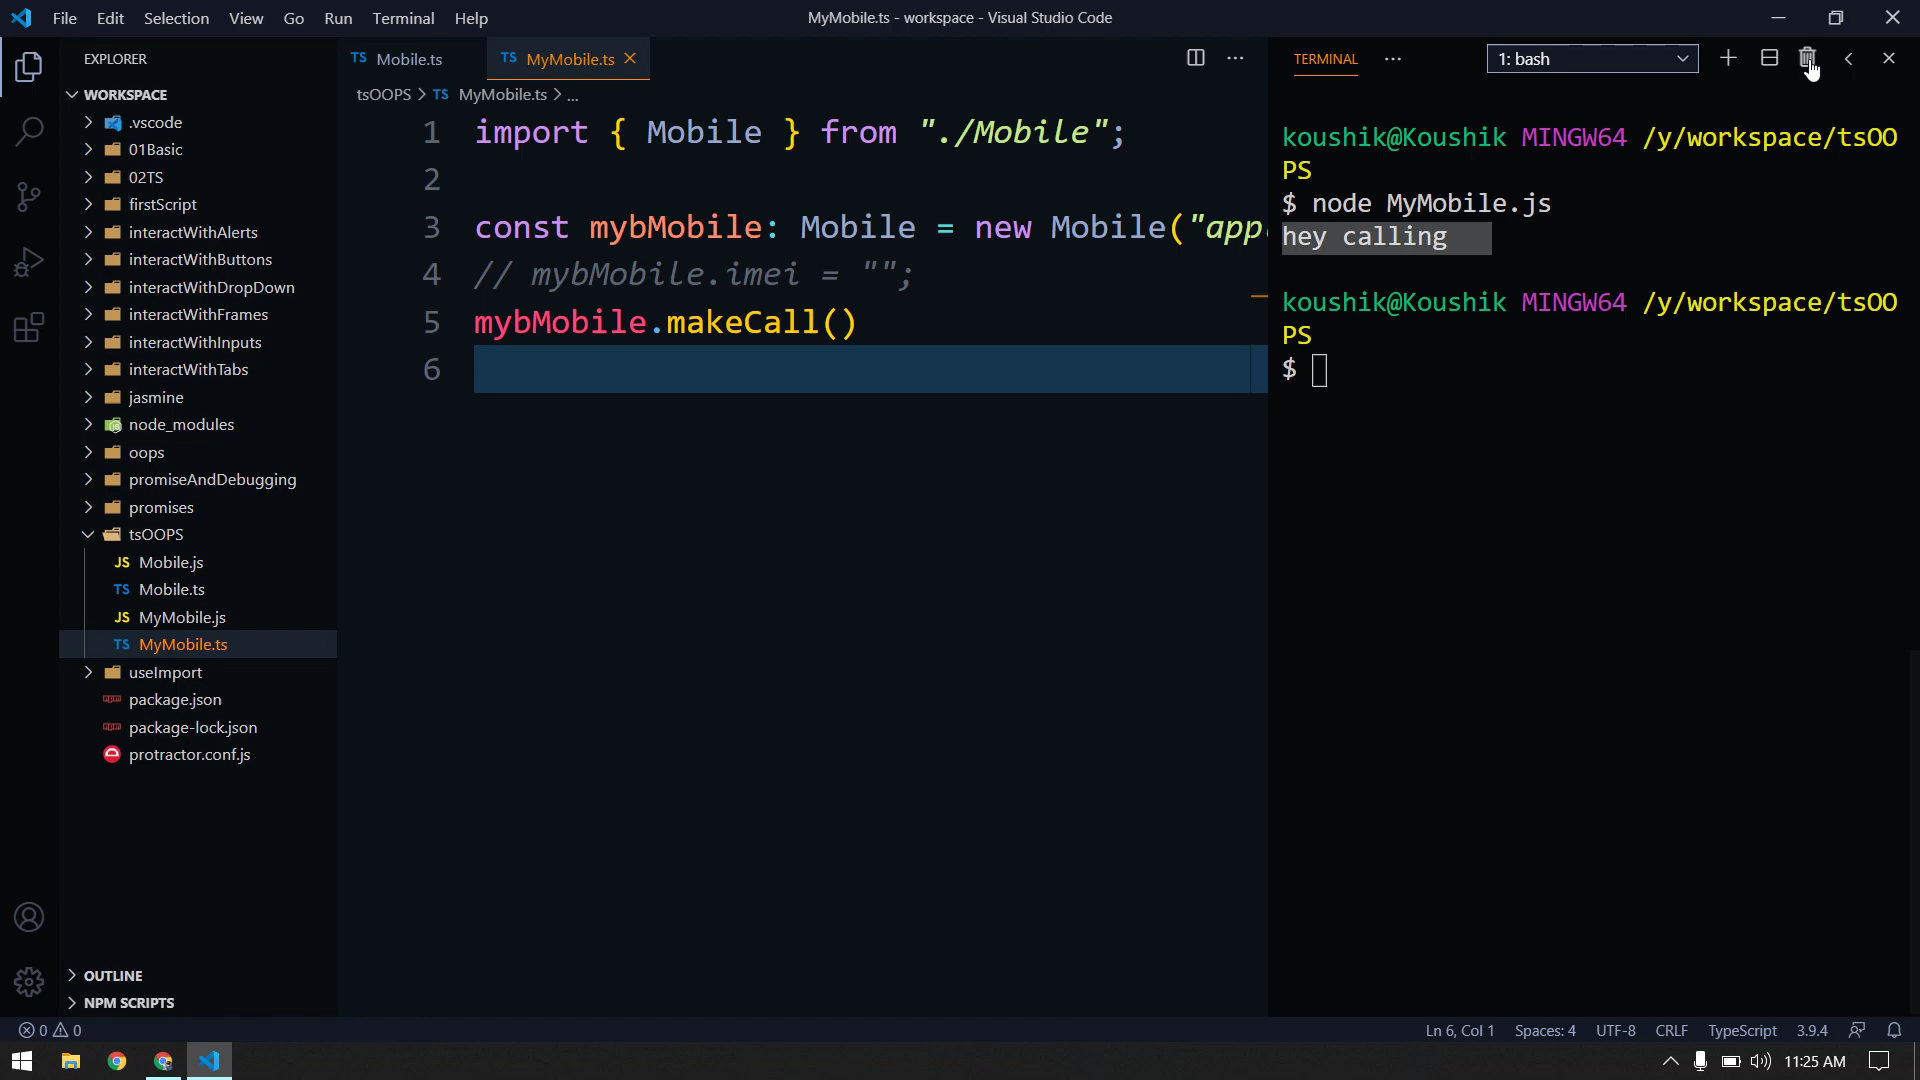 File Edit Selection View Go Run Terminal Help
MyMobile.ts - workspace - Visual Studio Code
EXPLORER
WORKSPACE
.vscode
01Basic
02TS
firstScript
interactWithAlerts
interactWithButtons
interactWithDropDown
interactWithFrames
interactWithInputs
interactWithTabs
jasmine
node_modules
oops
promiseAndDebugging
promises
tsOOPS
JS Mobile.js
TS Mobile.ts
JS MyMobile.js
TS MyMobile.ts
useImport
package.json
package-lock.json
protractor.conf.js
OUTLINE
NPM SCRIPTS
TS Mobile.ts
TS MyMobile.ts
tsOOPS > TS MyMobile.ts > ...
1 import { Mobile } from "./Mobile";
2
3 const mybMobile: Mobile = new Mobile("app
4 // mybMobile.imei = "";
5 mybMobile.makeCall()
6
TERMINAL
1: bash
koushik@Koushik MINGW64 /y/workspace/tsOO
PS
$ node MyMobile.js
hey calling
koushik@Koushik MINGW64 /y/workspace/tsOO
PS
$
0 0
Ln 6, Col 1 Spaces: 4 UTF-8 CRLF TypeScript 3.9.4
11:25 AM